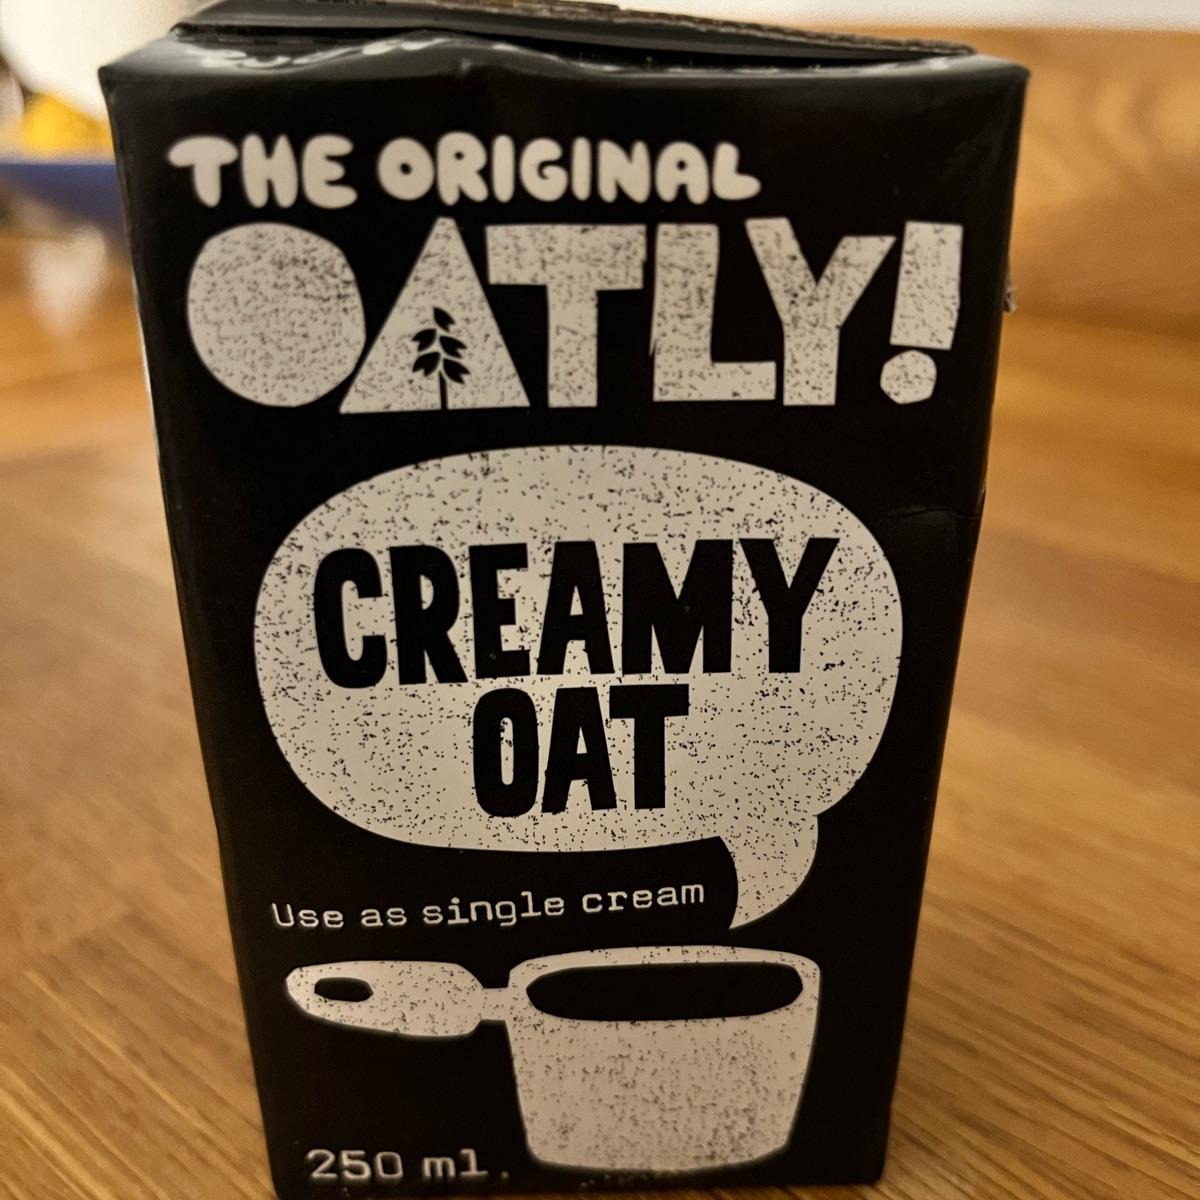 THE ORIGINAL
OATLY!
CREAMY
OAT
Use as single cream
250 ml.